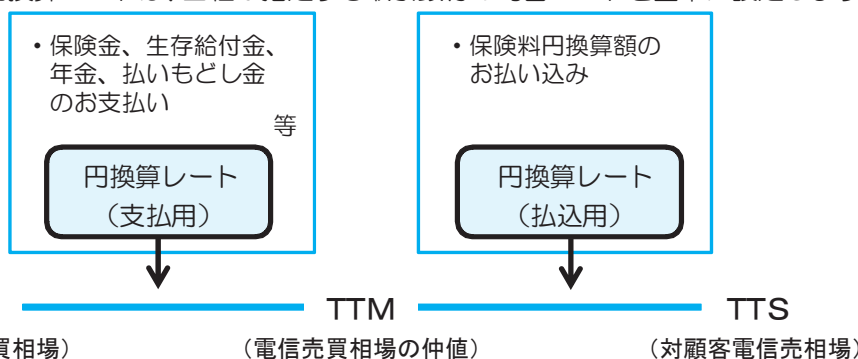 ・保険金、生存給付金、
年金、払いもどし金
のお支払い
等
円換算レート
（支払用）
・保険料円換算額の
お払い込み
円換算レート
（払込用）
TTM
TTS
買相場）
（電信売買相場の仲値）
（対顧客電信売相場）